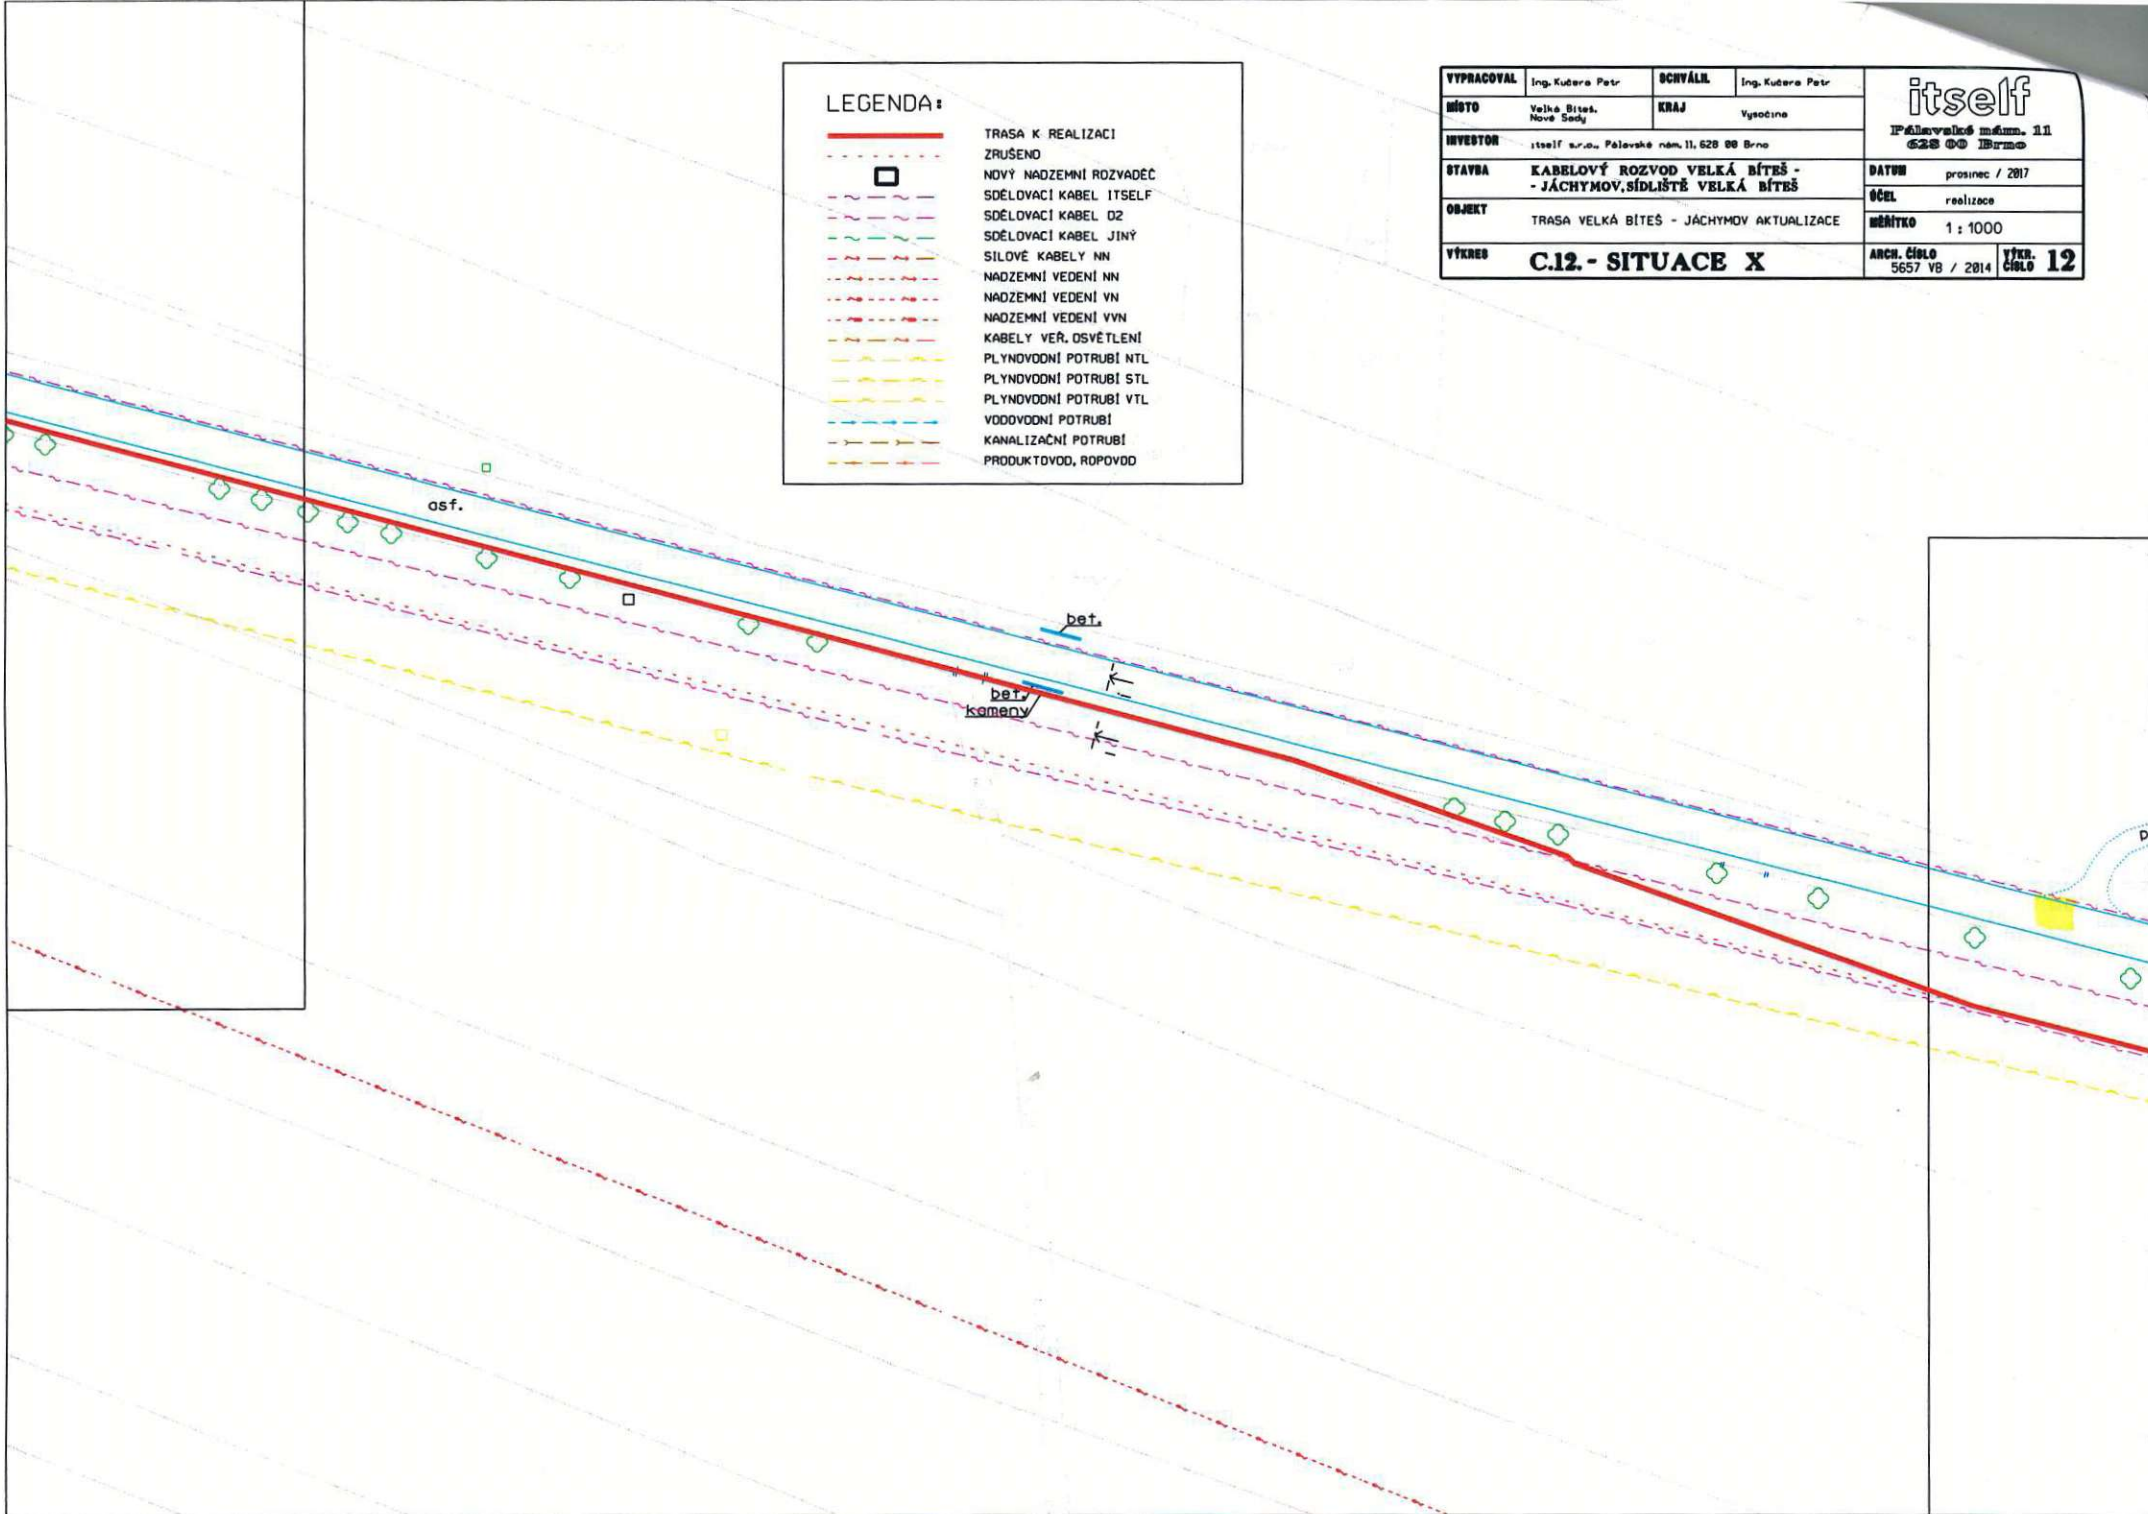 LEGENDA:
TRASA K REALIZACI
ZRUŠENO
NOVÝ NADZEMNÍ ROZVADĚČ
SDĚLOVACÍ KABEL ITSELF
SDĚLOVACÍ KABEL O2
SDĚLOVACÍ KABEL JINÝ
SILOVÉ KABELY NN
NADZEMNÍ VEDENÍ NN
NADZEMNÍ VEDENÍ VN
NADZEMNÍ VEDENÍ VVN
KABELY VEŘ. OSVĚTLENÍ
PLYNOVODNÍ POTRUBÍ NTL
PLYNOVODNÍ POTRUBÍ STL
PLYNOVODNÍ POTRUBÍ VTL
VODOVODNÍ POTRUBÍ
KANALIZAČNÍ POTRUBÍ
PRODUKTOVOD, ROPOVOD
VYPRACOVAL Ing. Kučera Petr SCHVÁLIL Ing. Kučera Petr
MÍSTO Velká Bíteš, KRAJ Vysočina
Nové Sady
INVESTOR itself s.r.o., Pálavské nám. 11, 628 00 Brno
itself
Pálavské nám. 11
628 00 Brno
STAVBA KABELOVÝ ROZVOD VELKÁ BÍTEŠ -
- JÁCHYMOV, SÍDLIŠTĚ VELKÁ BÍTEŠ
DATUM prosinec / 2017
ÚČEL realizace
OBJEKT TRASA VELKÁ BÍTEŠ - JÁCHYMOV AKTUALIZACE
MĚŘÍTKO 1 : 1000
VÝKRES C.12. - SITUACE X
ARCH. ČÍSLO
5657 VB / 2014
VÝKR.
ČÍSLO 12
asf.
bet.
bet.
kameny
p